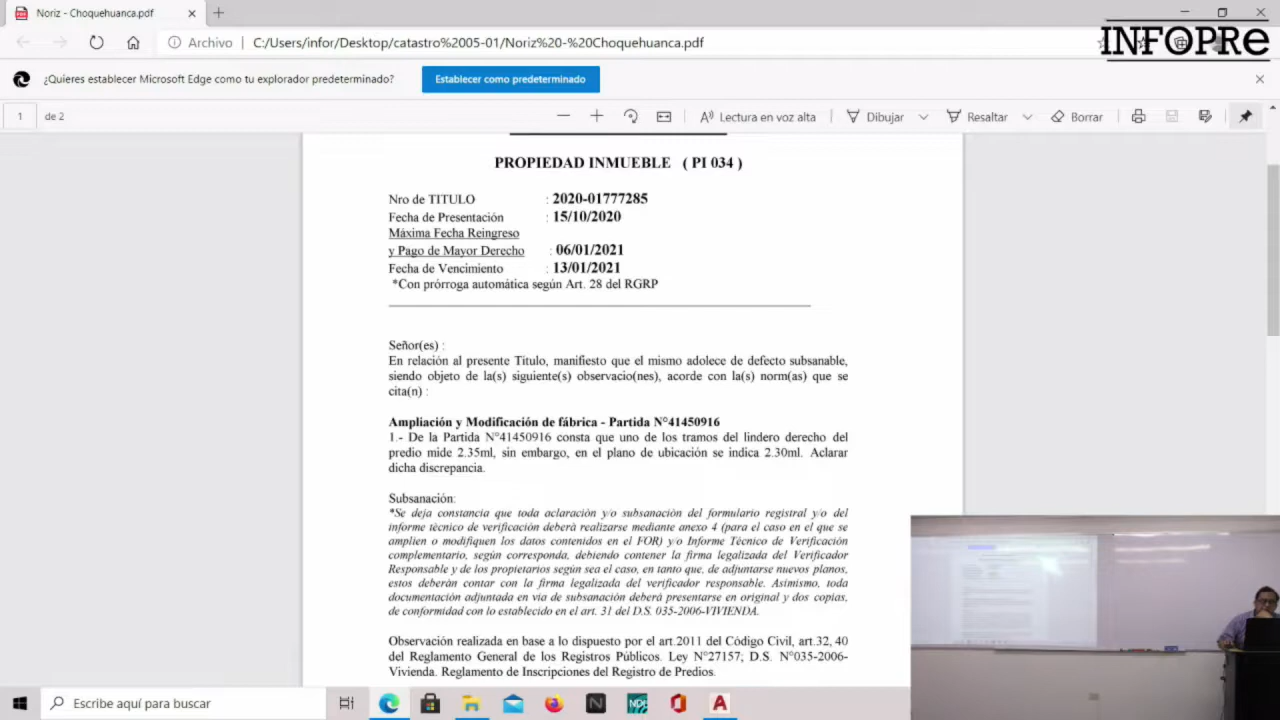 Noriz - Choquehuanca.pdf
INFOPRe
Archivo
C:/Users/infor/Desktop/catastro%2005-01/Noriz%20-%20Choquehuanca.pdf
¿Quieres establecer Microsoft Edge como tu explorador predeterminado?
Establecer como predeterminado
1 de 2
Lectura en voz alta
Dibujar
Resaltar
Borrar
PROPIEDAD INMUEBLE ( PI 034 )
Nro de TITULO : 2020-01777285
Fecha de Presentación : 15/10/2020
Máxima Fecha Reingreso
y Pago de Mayor Derecho : 06/01/2021
Fecha de Vencimiento : 13/01/2021
*Con prórroga automática según Art. 28 del RGRP
Señor(es) :
En relación al presente Título, manifiesto que el mismo adolece de defecto subsanable,
siendo objeto de la(s) siguiente(s) observacio(nes), acorde con la(s) norm(as) que se
cita(n) :
Ampliación y Modificación de fábrica - Partida N°41450916
1.- De la Partida N°41450916 consta que uno de los tramos del lindero derecho del
predio mide 2.35ml, sin embargo, en el plano de ubicación se indica 2.30ml. Aclarar
dicha discrepancia.
Subsanación:
*Se deja constancia que toda aclaración y/o subsanación del formulario registral y/o del
informe técnico de verificación deberá realizarse mediante anexo 4 (para el caso en el que se
amplien o modifiquen los datos contenidos en el FOR) y/o Informe Técnico de Verificación
complementario, según corresponda, debiendo contener la firma legalizada del Verificador
Responsable y de los propietarios según sea el caso, en tanto que, de adjuntarse nuevos planos,
estos deberán contar con la firma legalizada del verificador responsable. Asimismo, toda
documentación adjuntada en via de subsanación deberá presentarse en original y dos copias,
de conformidad con lo establecido en el art. 31 del D.S. 035-2006-VIVIENDA.
Observación realizada en base a lo dispuesto por el art.2011 del Código Civil, art.32, 40
del Reglamento General de los Registros Públicos. Ley N°27157; D.S. N°035-2006-
Vivienda. Reglamento de Inscripciones del Registro de Predios.
Escribe aquí para buscar